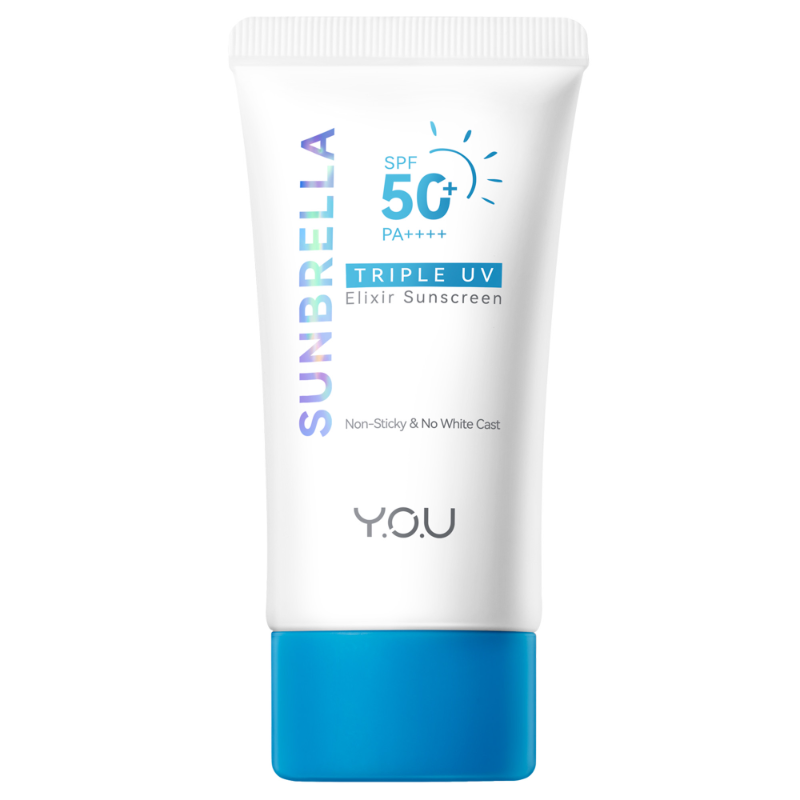 SUNBRELLA
SPF
50+
PA++++
TRIPLE UV
Elixir Sunscreen
Non-Sticky & No White Cast
Y.O.U